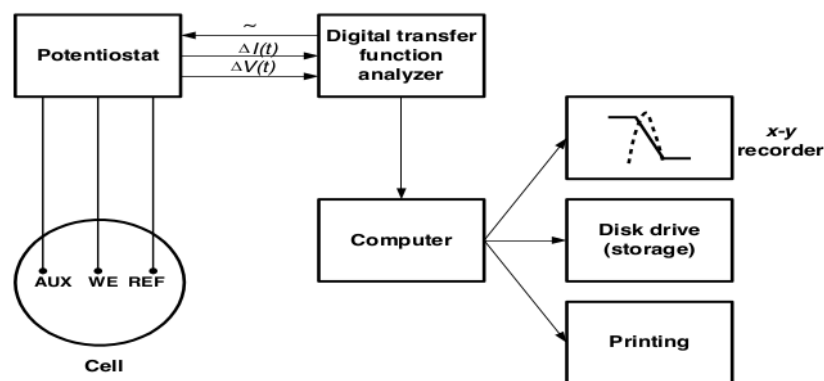 Potentiostat
~
ΔI(t)
ΔV(t)
Digital transfer
function
analyzer
x-y
recorder
Computer
Disk drive
(storage)
AUX WE REF
Printing
Cell